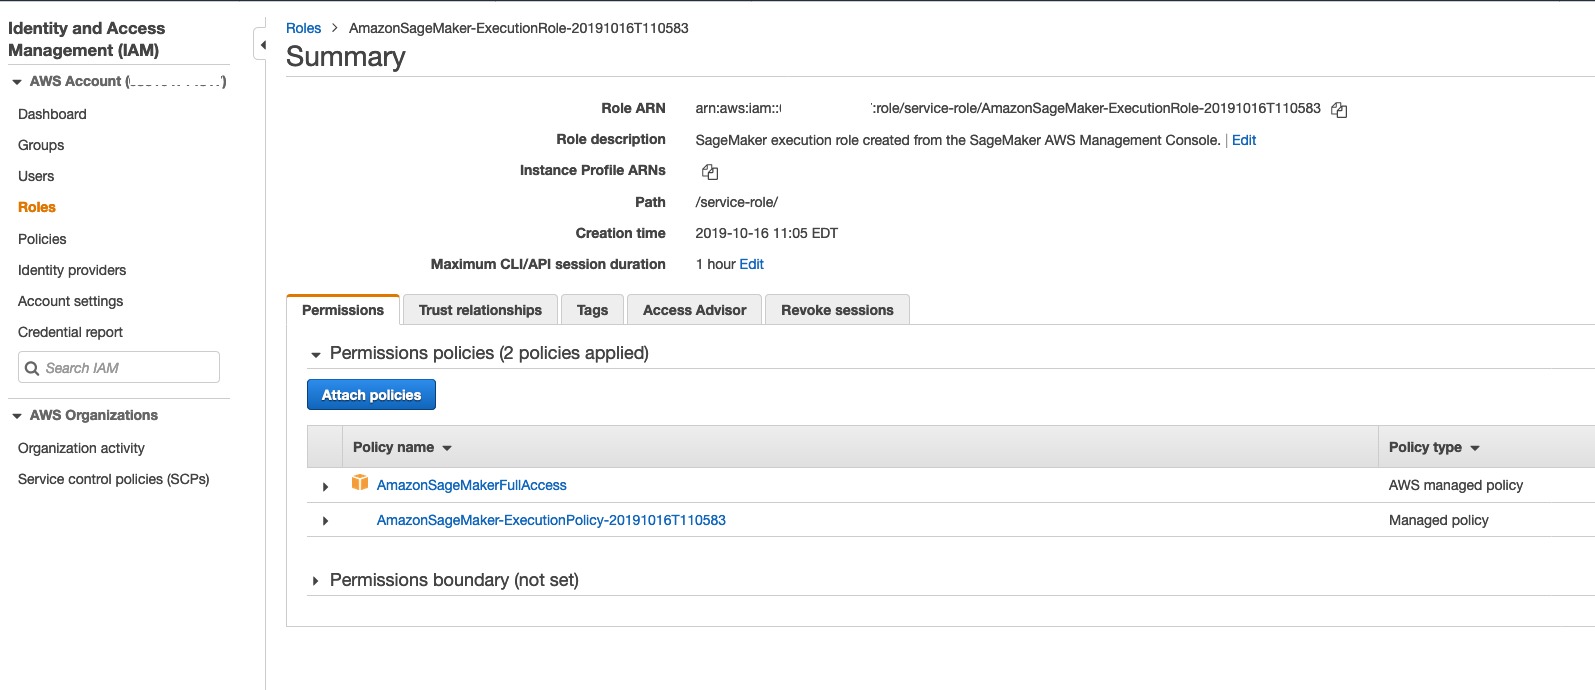 Identity and Access
Management (IAM)
AWS Account (
Dashboard
Groups
Users
Roles
Policies
Identity providers
Account settings
Credential report
Search IAM
AWS Organizations
Organization activity
Service control policies (SCPs)
Roles > AmazonSageMaker-ExecutionRole-20191016T110583
Summary
Role ARN arn:aws:iam:: :role/service-role/AmazonSageMaker-ExecutionRole-20191016T110583
Role description SageMaker execution role created from the SageMaker AWS Management Console. | Edit
Instance Profile ARNs
Path /service-role/
Creation time 2019-10-16 11:05 EDT
Maximum CLI/API session duration 1 hour Edit
Permissions Trust relationships Tags Access Advisor Revoke sessions
Permissions policies (2 policies applied)
Attach policies
Policy name Policy type
AmazonSageMakerFullAccess AWS managed policy
AmazonSageMaker-ExecutionPolicy-20191016T110583 Managed policy
Permissions boundary (not set)